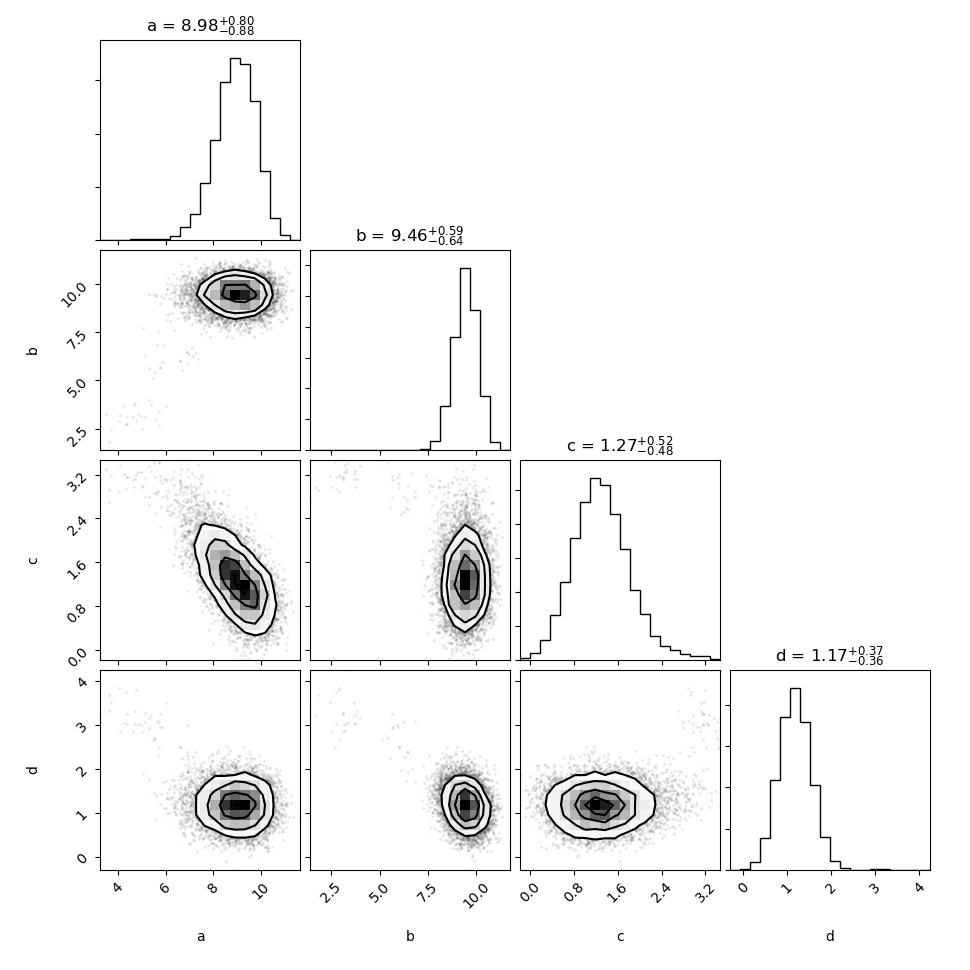 a = 8.98+0.80−0.88
b = 9.46+0.59−0.64
10.0
7.5
5.0
2.5
b
c = 1.27+0.52−0.48
3.2
2.4
1.6
0.8
0.0
c
d = 1.17+0.37−0.36
4
3
2
1
0
d
4 6 8 10 2.5 5.0 7.5 10.0 0.0 0.8 1.6 2.4 3.2 0 1 2 3 4
a b c d